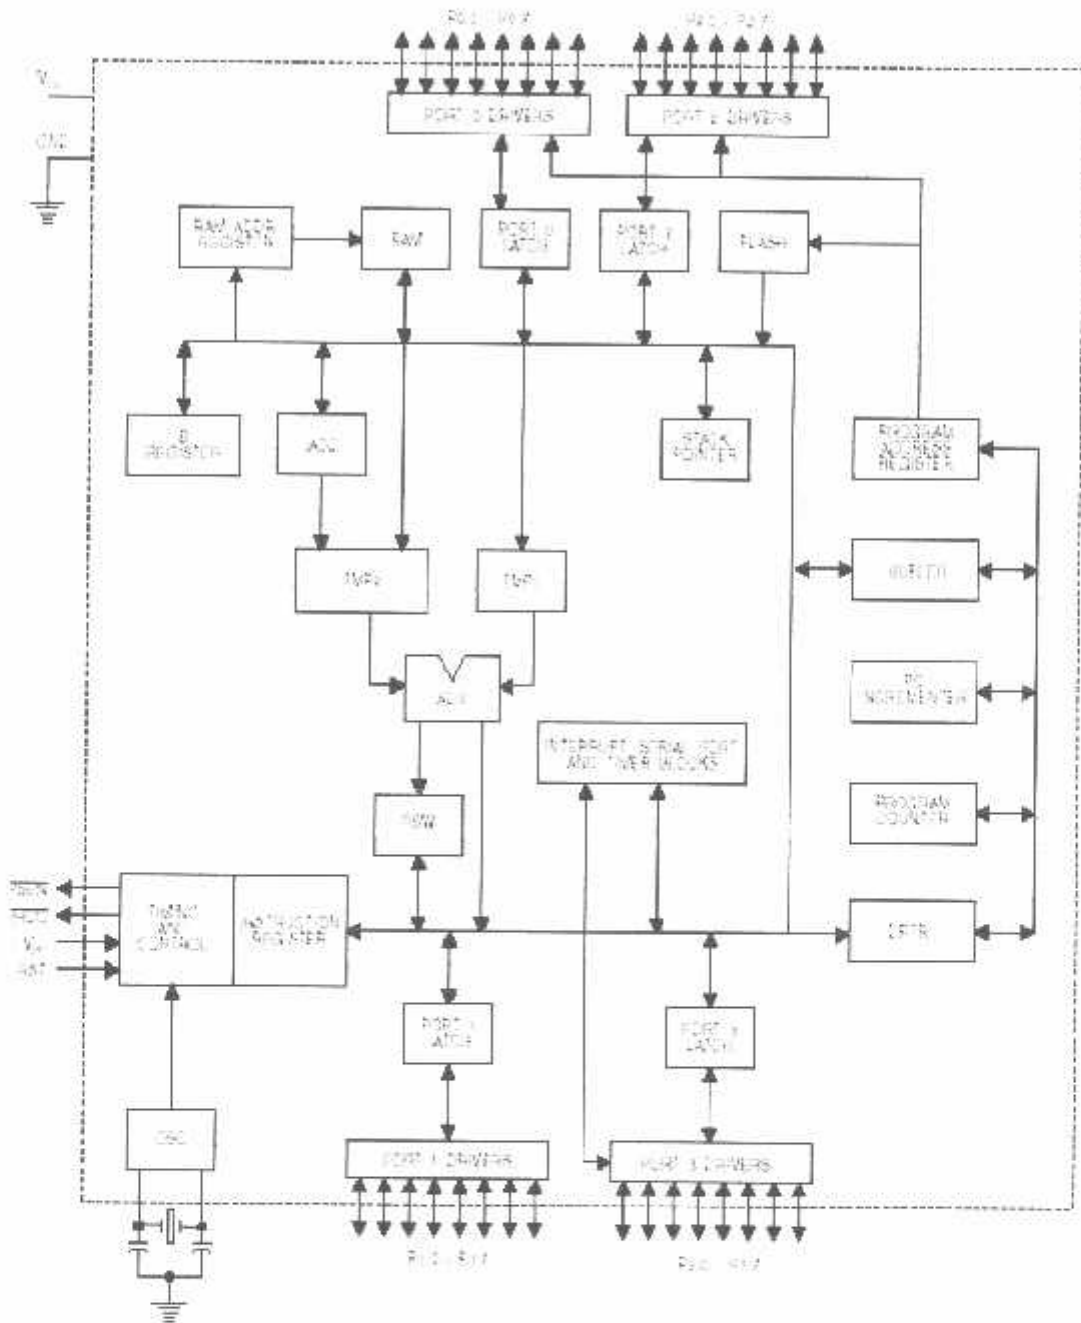 GND
PORT 0 DRIVERS
PORT 2 DRIVERS
RAM ADDR
REGISTER
RAM
PORT 0
LATCH
PORT
LATCH
FLASH
B
REGISTER
ACC
STACK
POINTER
PROGRAM
ADDRESS
REGISTER
BUFFER
TMP2
TMP1
ALU
PC
INCREMENTER
INTERRUPT, SERIAL PORT
AND TIMER BLOCKS
PROGRAM
COUNTER
PSW
TIMING
AND
CONTROL
INSTRUCTION
REGISTER
RST
DPTR
PORT 1
LATCH
PORT 3
LATCH
OSC
PORT 1 DRIVERS
PORT 3 DRIVERS